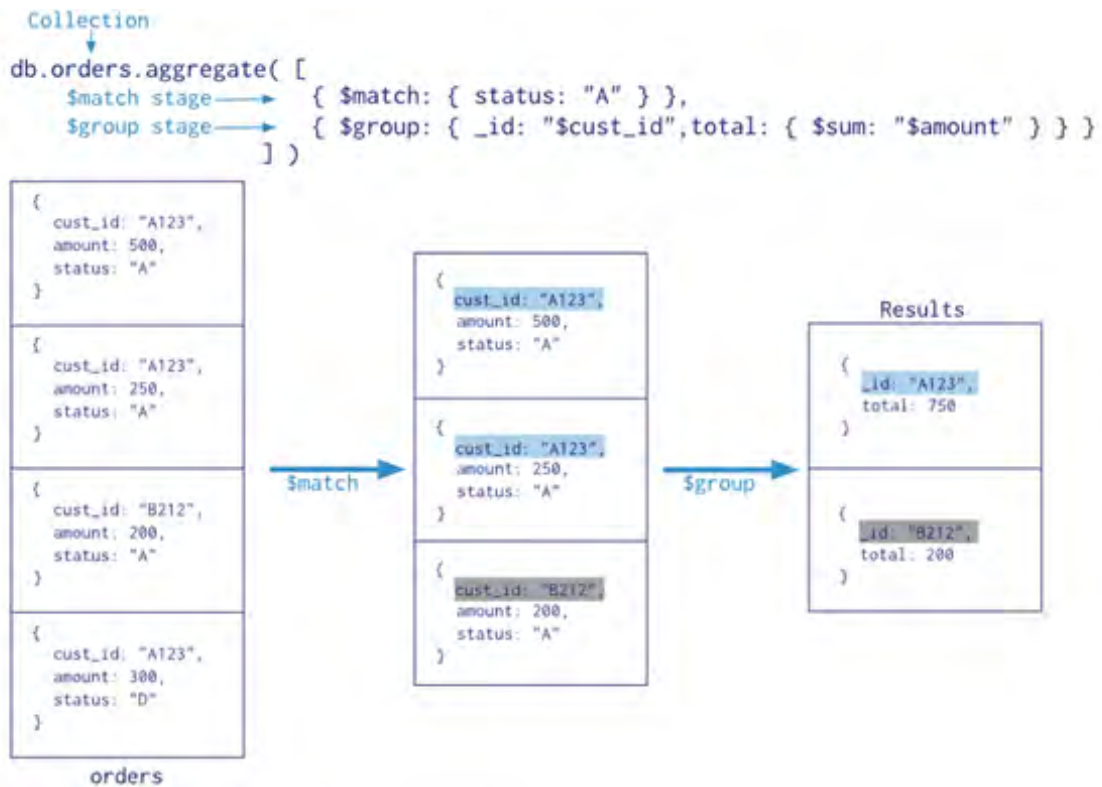 Collection
db.orders.aggregate( [
$match stage
{ $match: { status: "A" } },
$group stage
{ $group: { _id: "$cust_id",total: { $sum: "$amount" } } }
] )
{
cust_id: "A123",
amount: 500,
status: "A"
}
{
cust_id: "A123",
amount: 250,
status: "A"
}
{
cust_id: "B212",
amount: 200,
status: "A"
}
{
cust_id: "A123",
amount: 300,
status: "D"
}
orders
$match
{
cust_id: "A123",
amount: 500,
status: "A"
}
{
cust_id: "A123",
amount: 250,
status: "A"
}
{
cust_id: "B212",
amount: 200,
status: "A"
}
$group
Results
{
_id: "A123",
total: 750
}
{
_id: "B212",
total: 200
}